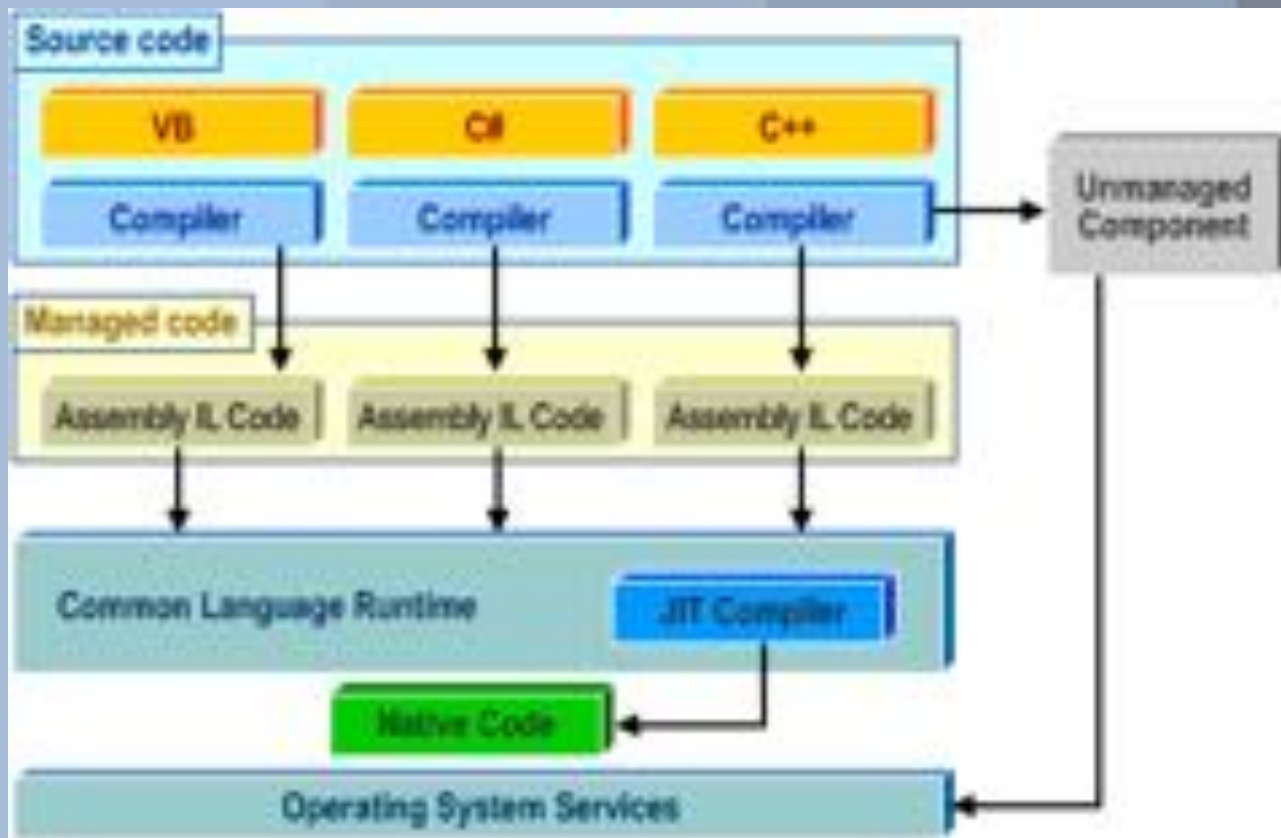 Source code
VB
C#
C++
Compiler
Compiler
Compiler
Unmanaged
Component
Managed code
Assembly IL Code
Assembly IL Code
Assembly IL Code
Common Language Runtime
JIT Compiler
Native Code
Operating System Services